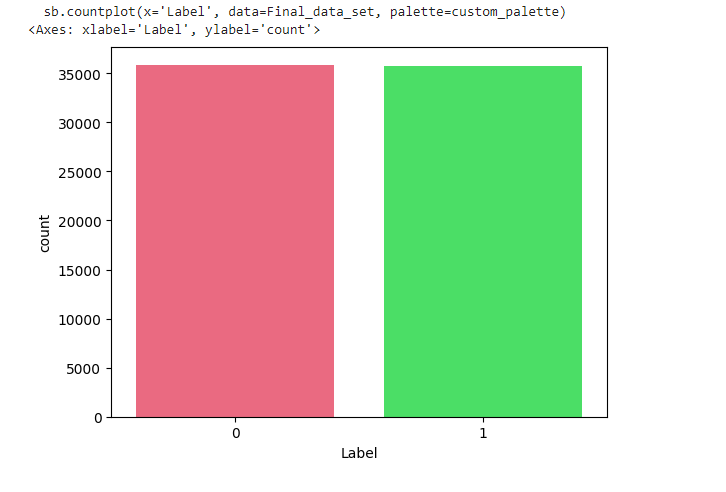 sb.countplot(x='Label', data=Final_data_set, palette=custom_palette)
<Axes: xlabel='Label', ylabel='count'>
35000
30000
25000
20000
15000
10000
5000
0
count
0 1
Label